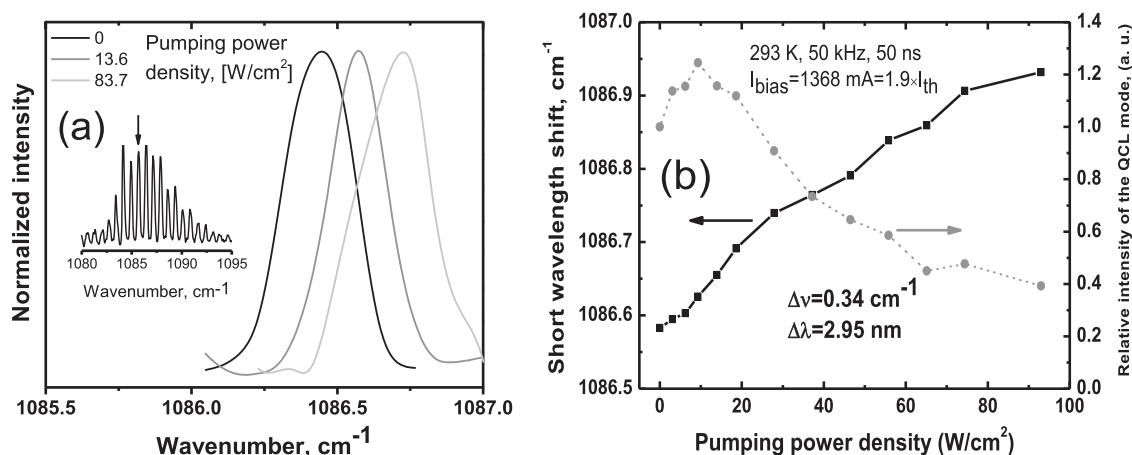 0
13.6
83.7
Pumping power
density, [W/cm²]
(a)
1080 1085 1090 1095
Wavenumber, cm-1
Normalized intensity
1085.5 1086.0 1086.5 1087.0
Wavenumber, cm-1
1087.0
1086.9
1086.8
1086.7
1086.6
1086.5
Short wavelength shift, cm-1
293 K, 50 kHz, 50 ns
Ibias=1368 mA=1.9×Ith
(b)
Δν=0.34 cm-1
Δλ=2.95 nm
0 20 40 60 80 100
Pumping power density (W/cm²)
1.4
1.2
1.0
0.8
0.6
0.4
0.2
0.0
Relative intensity of the QCL mode, (a. u.)